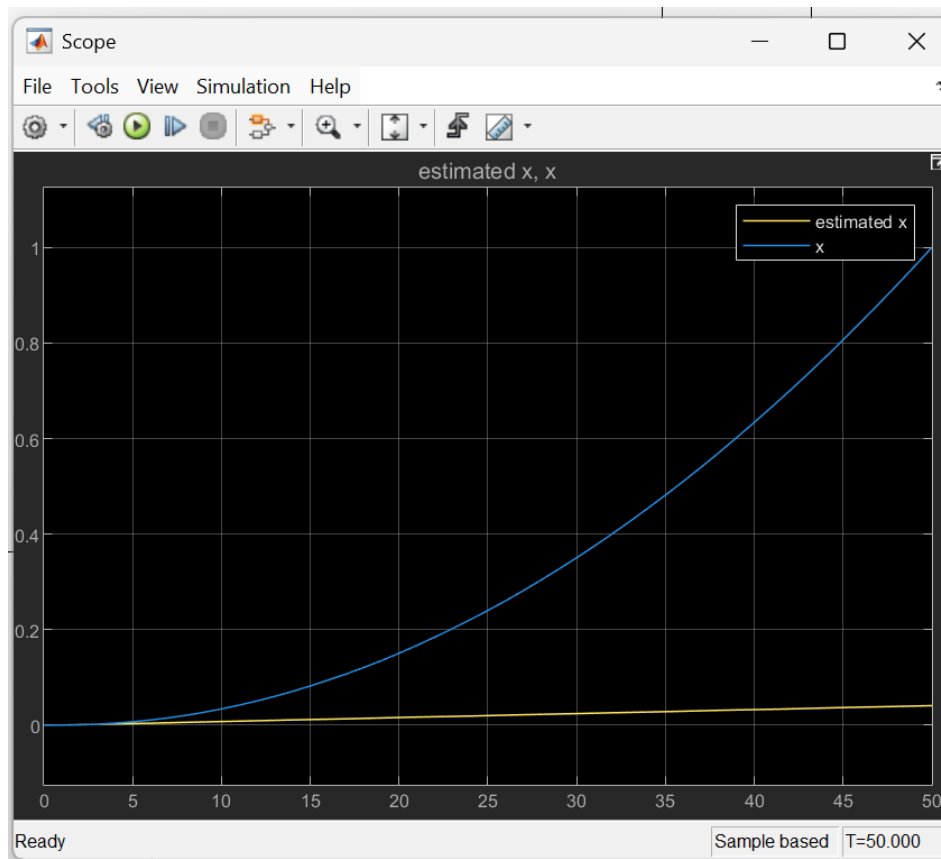 Scope
File Tools View Simulation Help
estimated x, x
estimated x
x
1
0.8
0.6
0.4
0.2
0
0 5 10 15 20 25 30 35 40 45 50
Ready Sample based T=50.000